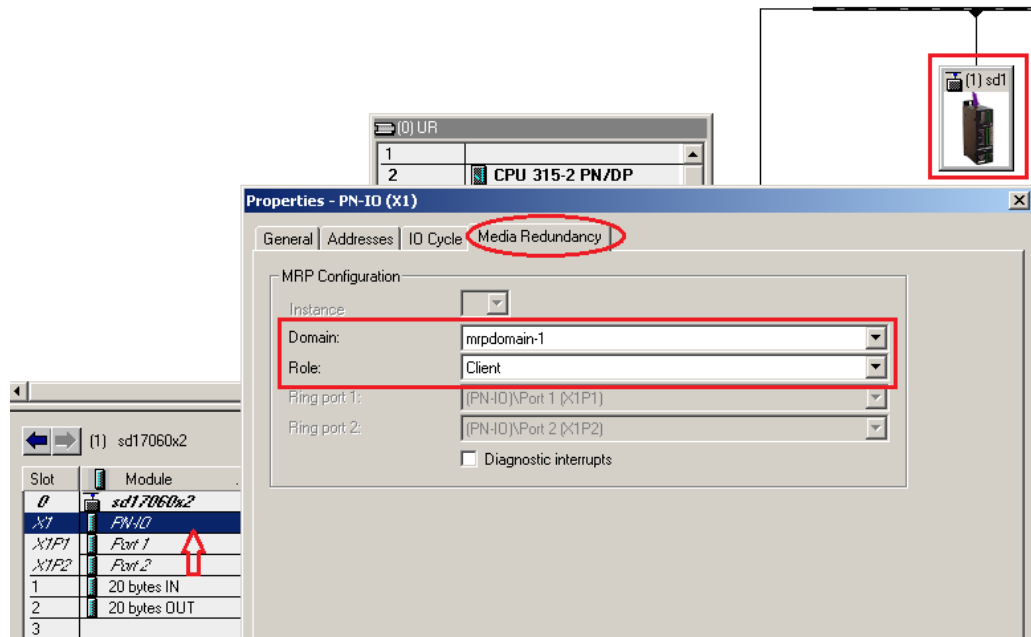 (1) sd1
(0) UR
1
2 CPU 315-2 PN/DP
Properties - PN-IO (X1)
General Addresses IO Cycle Media Redundancy
MRP Configuration
Instance
Domain: mrpdomain-1
Role: Client
Ring port 1: (PN-IO)\Port 1 (X1P1)
Ring port 2: (PN-IO)\Port 2 (X1P2)
Diagnostic interrupts
(1) sd17060x2
Slot Module .
0 sd17060x2
X1 PN-IO
X1P1 Port 1
X1P2 Port 2
1 20 bytes IN
2 20 bytes OUT
3